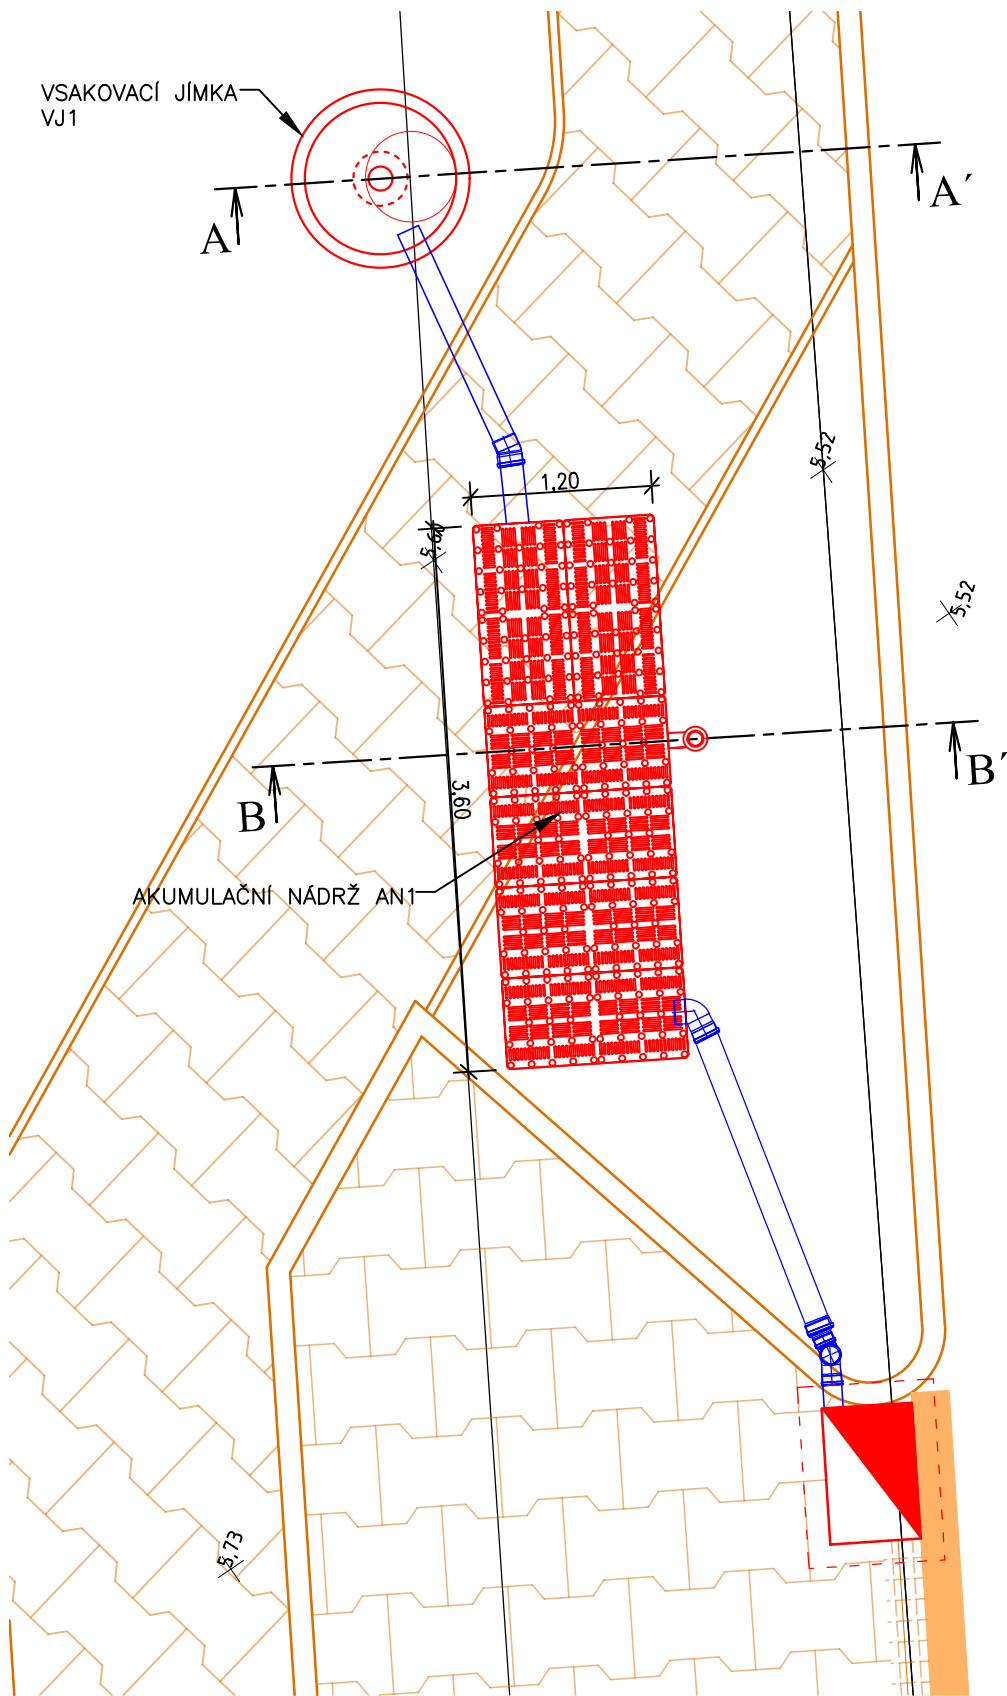 VSAKOVACÍ JÍMKA
VJ1
A
A´
5,52
1,20
5,52
B
B´
3,60
AKUMULAČNÍ NÁDRŽ AN1
5,73